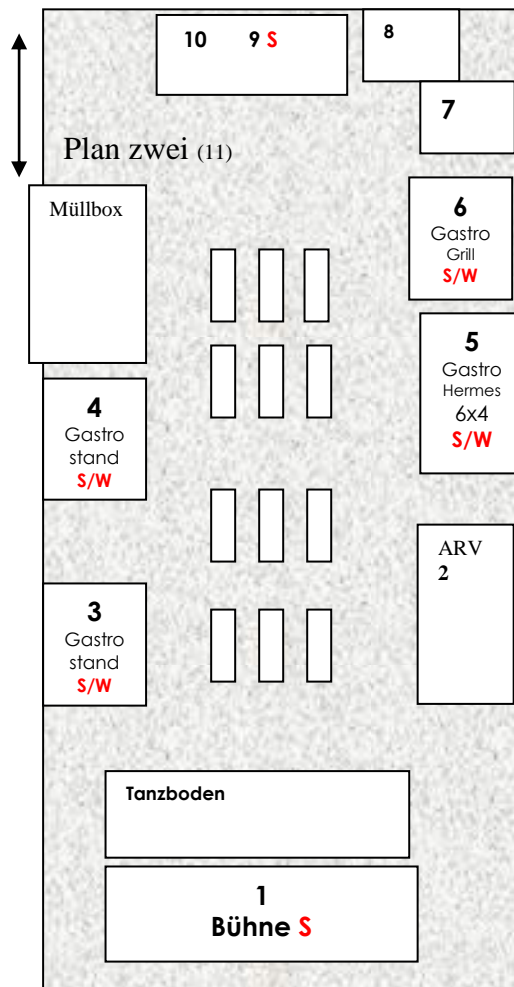 10 9 S
8
7
Plan zwei (11)
Müllbox
6
Gastro
Grill
S/W
5
Gastro
Hermes
6x4
S/W
4
Gastro
stand
S/W
ARV
2
3
Gastro
stand
S/W
Tanzboden
1
Bühne S